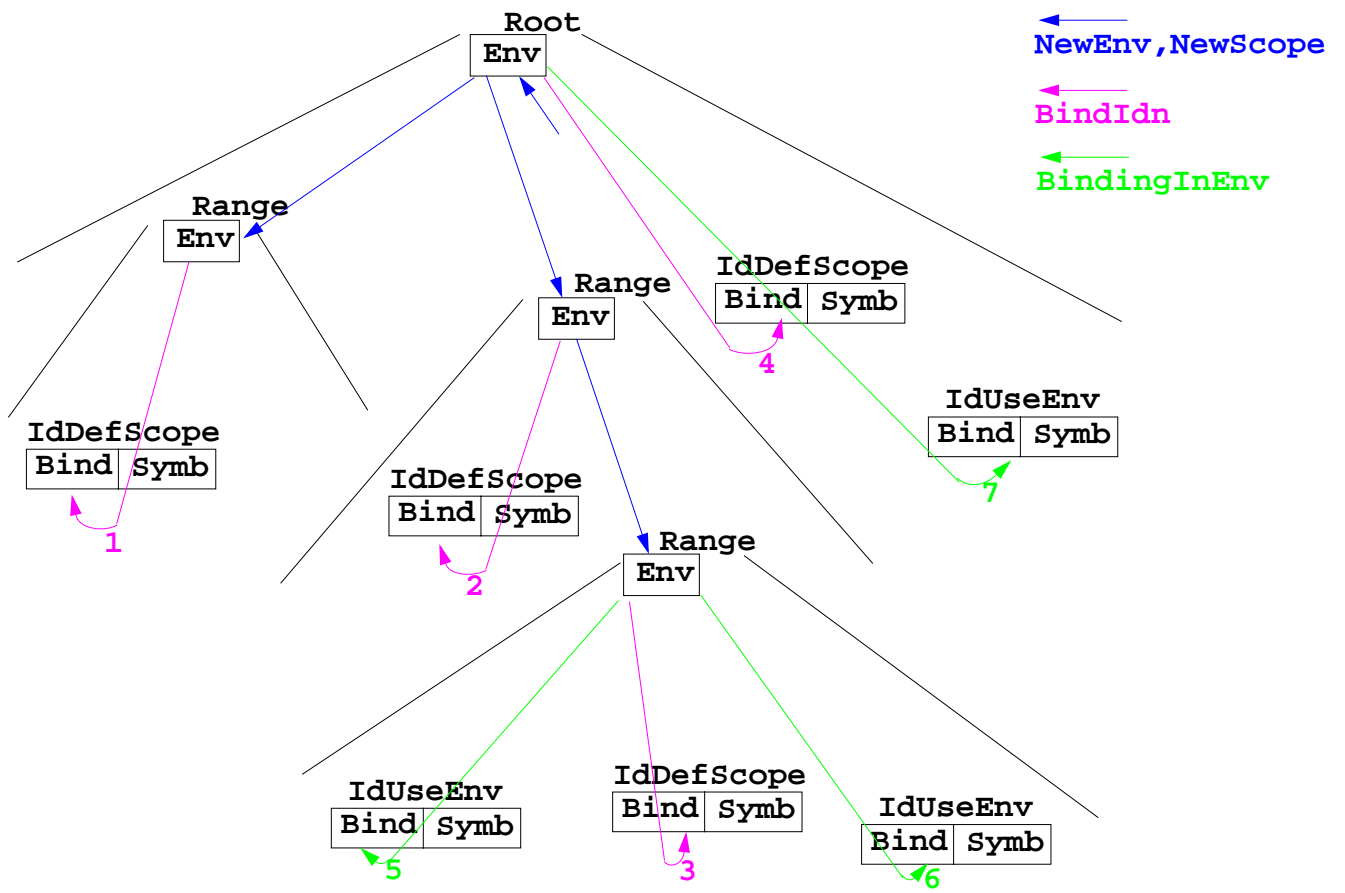 Root
Env
NewEnv,NewScope
BindIdn
BindingInEnv
Range
Env
IdDefScope
Bind Symb
4
Range
Env
IdUseEnv
Bind Symb
7
IdDefScope
Bind Symb
1
IdDefScope
Bind Symb
2
Range
Env
IdUseEnv
Bind Symb
5
IdDefScope
Bind Symb
3
IdUseEnv
Bind Symb
6